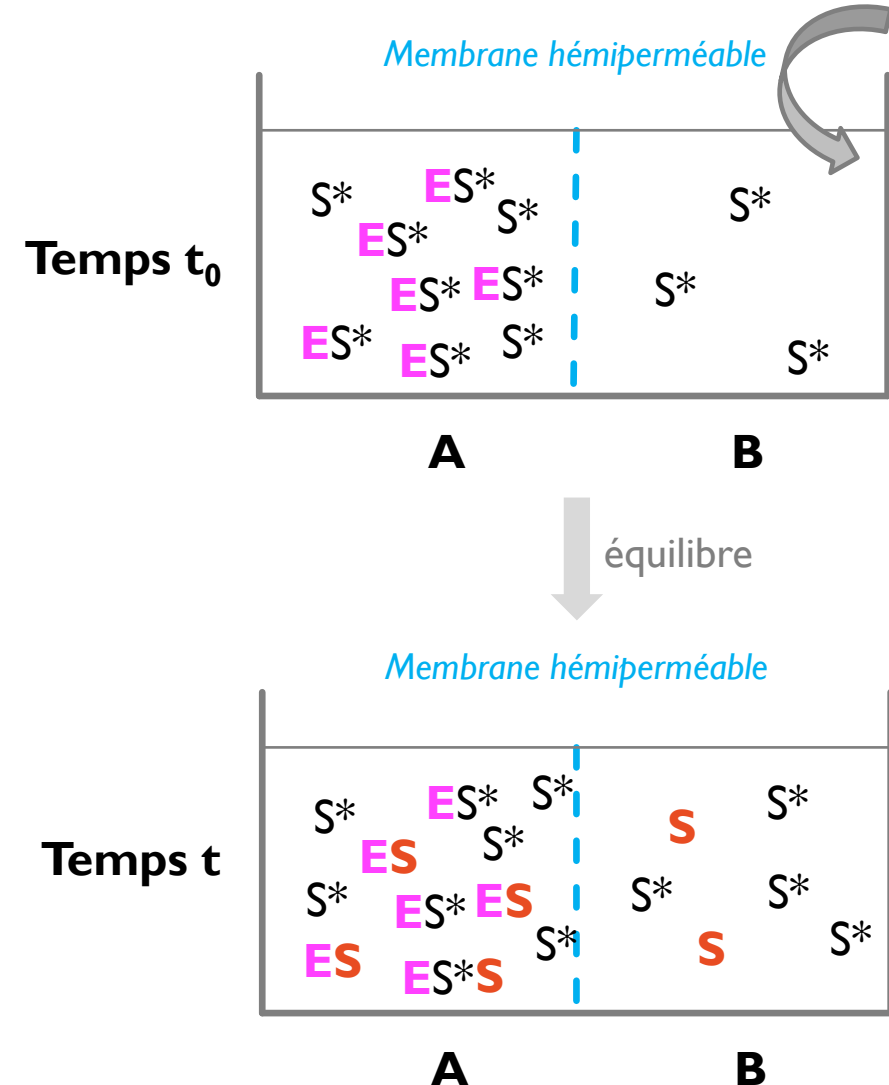 Membrane hémiperméable
S* ES* S* S*
ES*
Temps t₀
ES* ES* S*
ES* ES* S* S*
A B
équilibre
Membrane hémiperméable
S* ES* S* S S*
ES S*
Temps t
S* ES* ES S* S*
ES ES*S S* S S*
A B